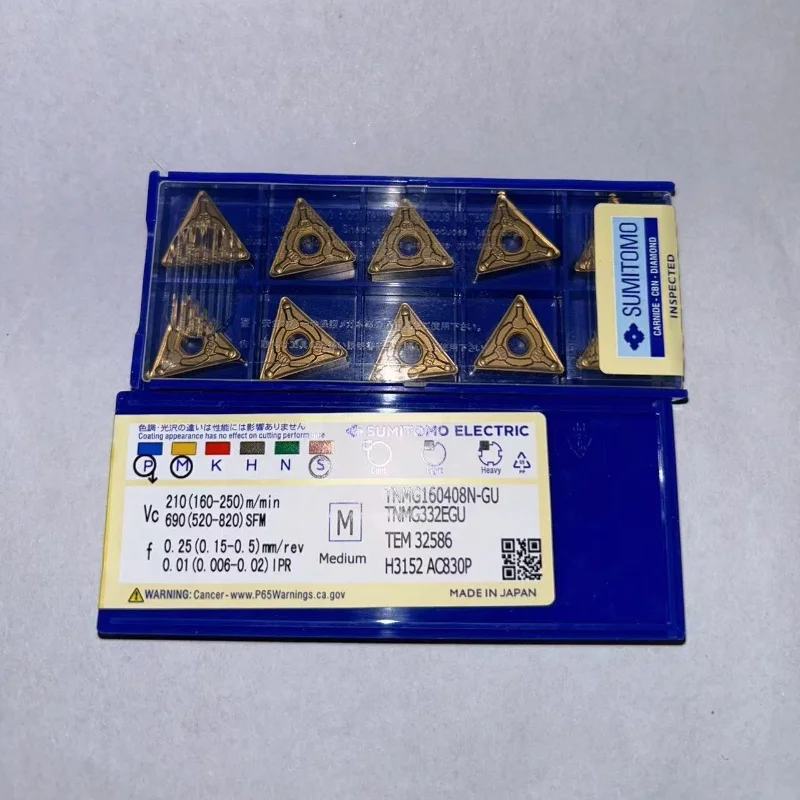 SUMITOMO
CARNIDE - CBN - DIAMOND
INSPECTED
色調・光沢の違いは性能には影響ありません
Coating appearance has no effect on cutting performance
SUMITOMO ELECTRIC
P M K H N S
Cont
Heavy
Vc 210(160-250)m/min
690(520-820)SFM
f 0.25(0.15-0.5)mm/rev
0.01(0.006-0.02)IPR
M
Medium
TNMG160408N-GU
TNMG332EGU
TEM 32586
H3152 AC830P
WARNING: Cancer-www.P65Warnings.ca.gov
MADE IN JAPAN